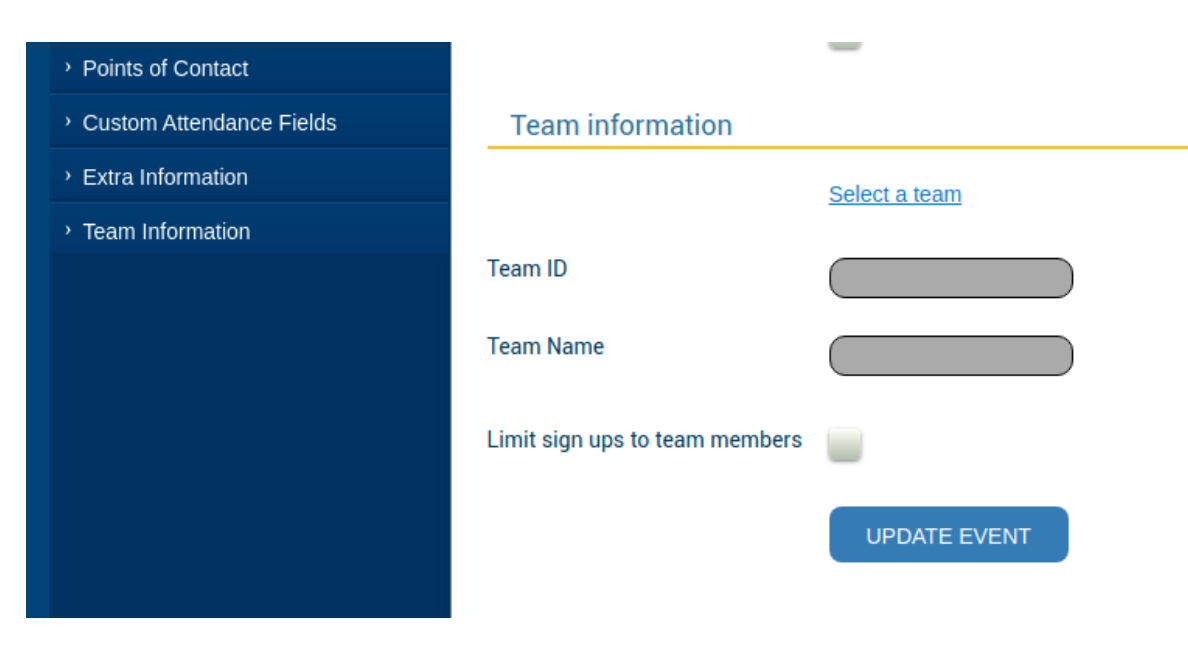 Points of Contact
Custom Attendance Fields
Extra Information
Team Information
Team information
Select a team
Team ID
Team Name
Limit sign ups to team members
UPDATE EVENT